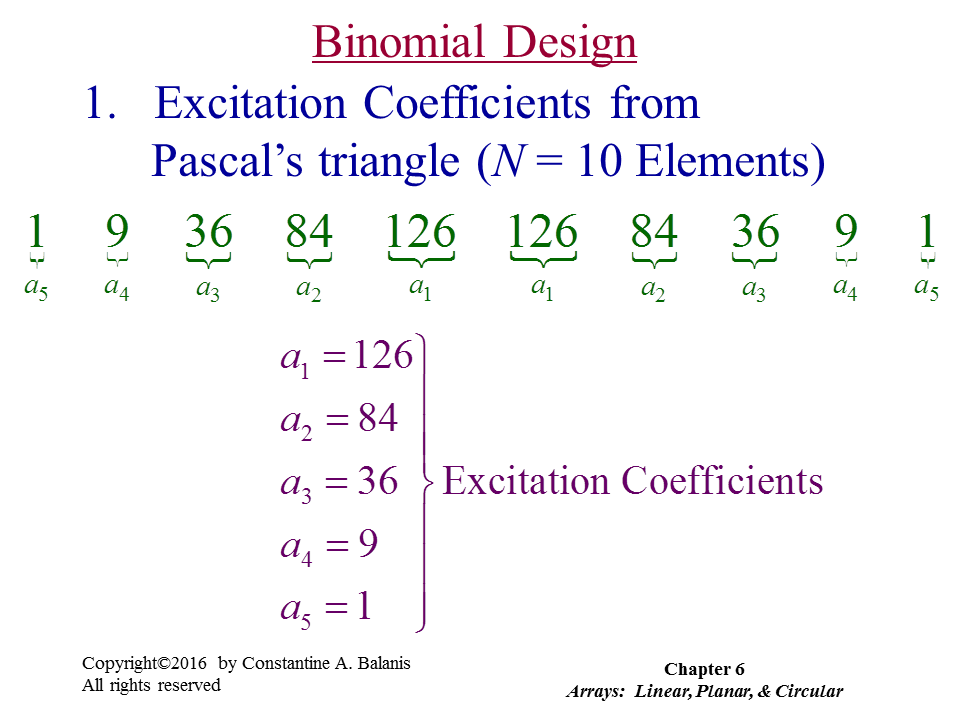 Binomial Design
1. Excitation Coefficients from
Pascal’s triangle (N = 10 Elements)
1 9 36 84 126 126 84 36 9 1
a₅ a₄ a₃ a₂ a₁ a₁ a₂ a₃ a₄ a₅
a₁ = 126
a₂ = 84
a₃ = 36 Excitation Coefficients
a₄ = 9
a₅ = 1
Copyright©2016 by Constantine A. Balanis
All rights reserved
Chapter 6
Arrays: Linear, Planar, & Circular